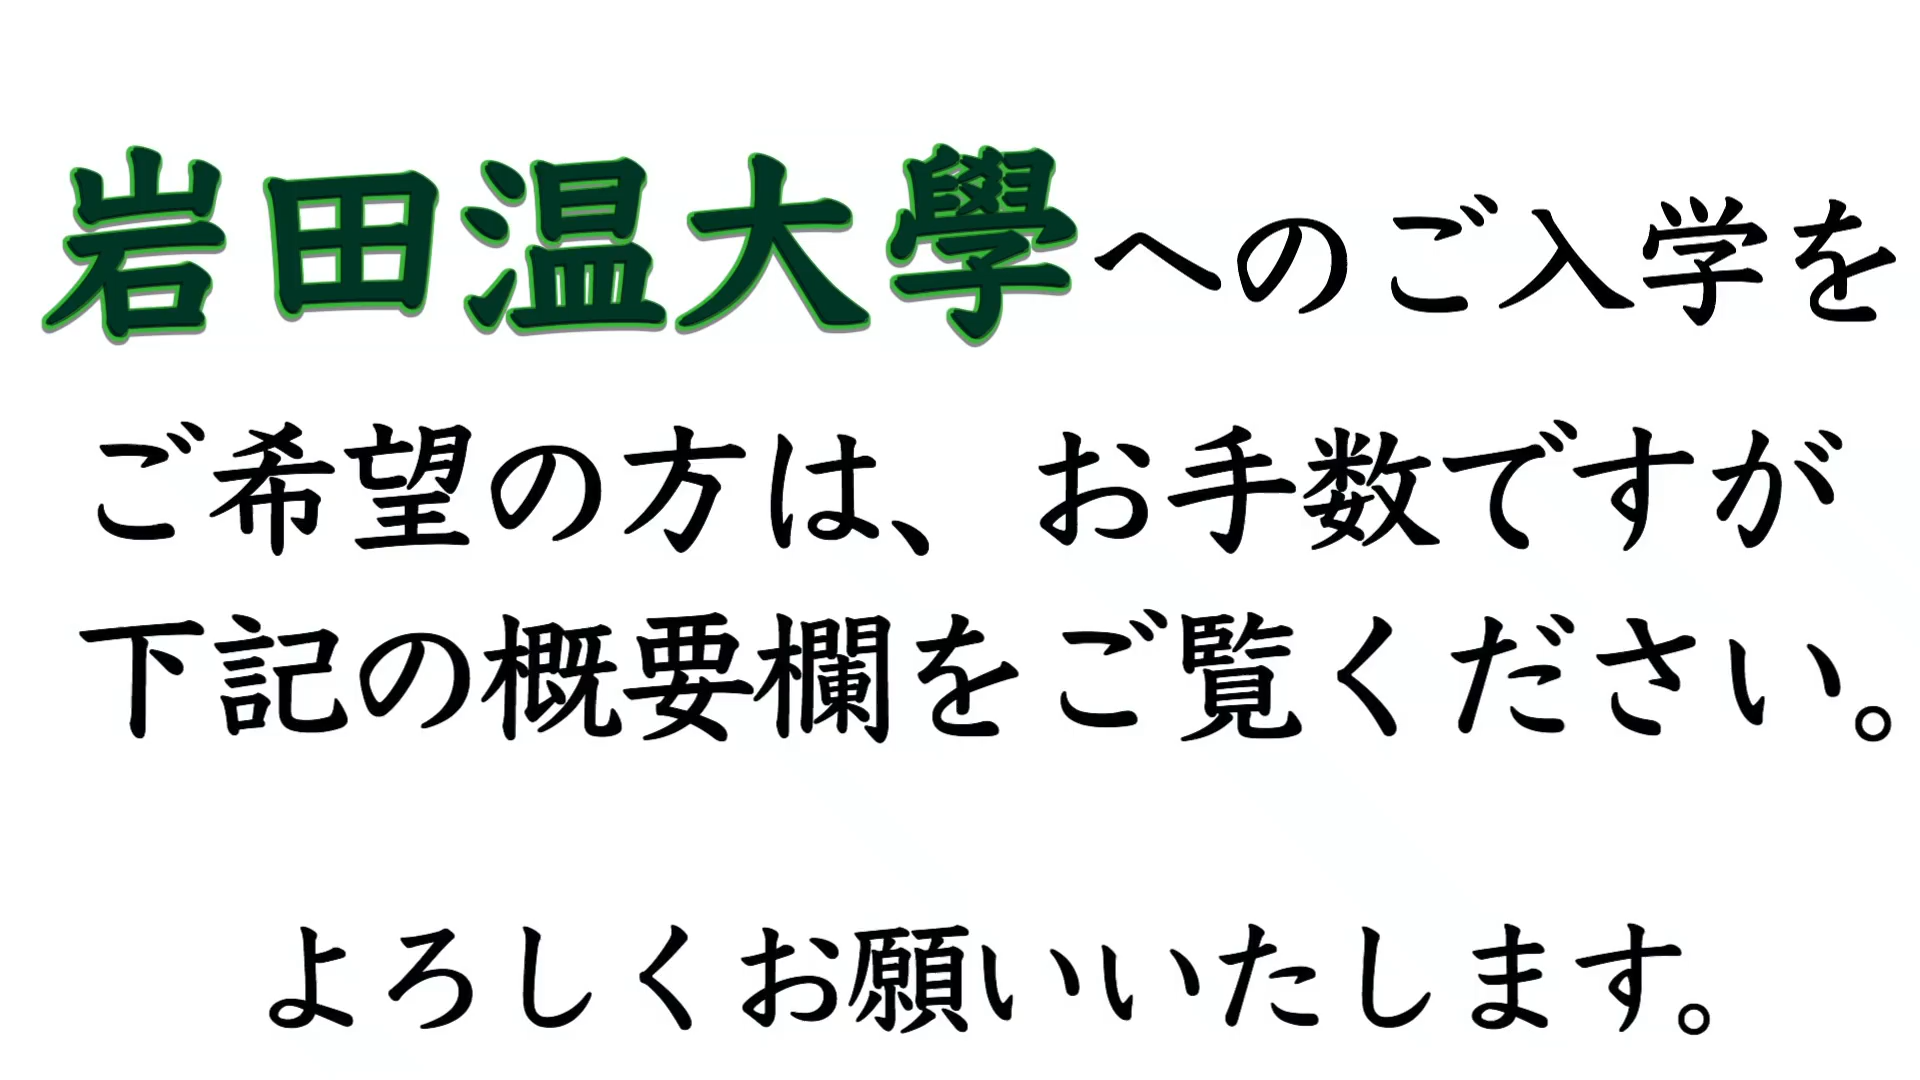 岩田温大學へのご入学を
ご希望の方は、お手数ですが
下記の概要欄をご覧ください。
よろしくお願いいたします。